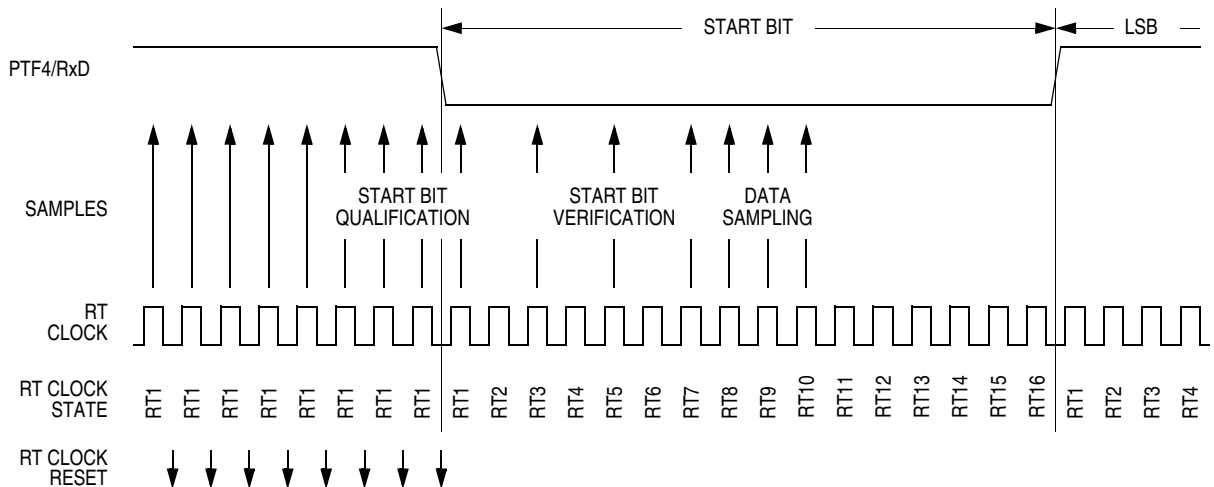 START BIT
LSB
PTF4/RxD
SAMPLES
START BIT
QUALIFICATION
START BIT
VERIFICATION
DATA
SAMPLING
RT
CLOCK
RT CLOCK
STATE
RT1 RT1 RT1 RT1 RT1 RT1 RT1 RT1 RT1 RT2 RT3 RT4 RT5 RT6 RT7 RT8 RT9 RT10 RT11 RT12 RT13 RT14 RT15 RT16 RT1 RT2 RT3 RT4
RT CLOCK
RESET